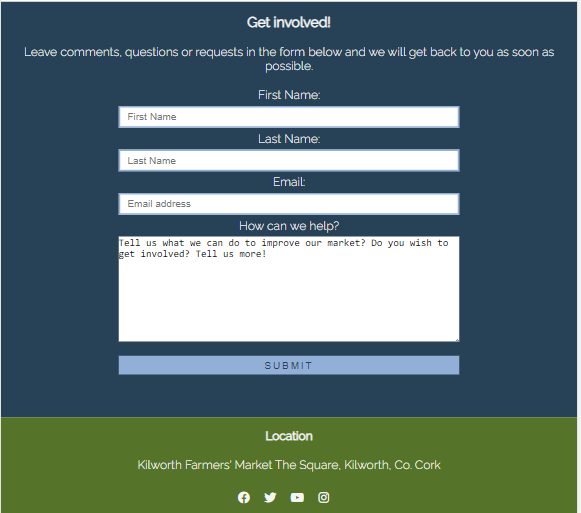 Get involved!
Leave comments, questions or requests in the form below and we will get back to you as soon as
possible.
First Name:
First Name
Last Name:
Last Name
Email:
Email address
How can we help?
Tell us what we can do to improve our market? Do you wish to
get involved? Tell us more!
SUBMIT
Location
Kilworth Farmers' Market The Square, Kilworth, Co. Cork